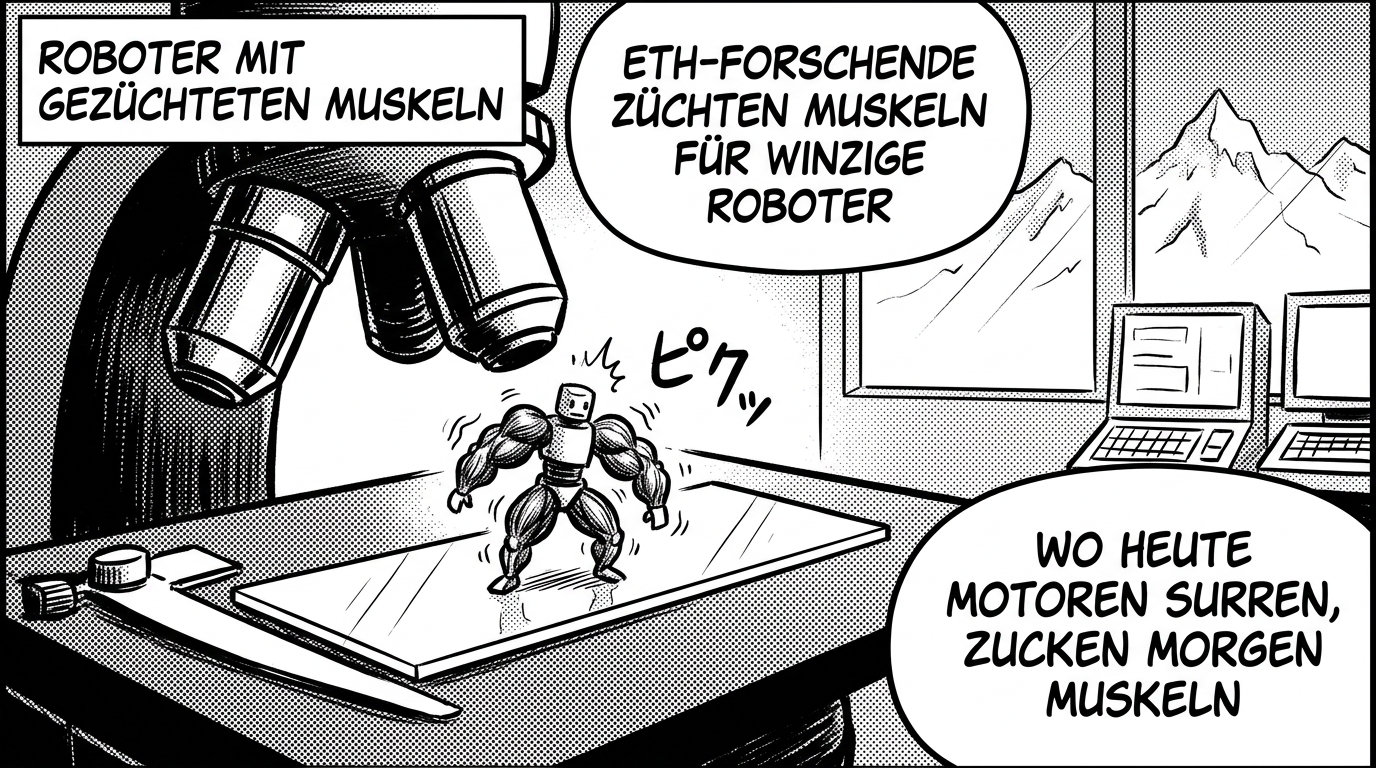 ROBOTER MIT
GEZÜCHTETEN MUSKELN
ETH-FORSCHENDE
ZÜCHTEN MUSKELN
FÜR WINZIGE
ROBOTER
ピクッ
WO HEUTE
MOTOREN SURREN,
ZUCKEN MORGEN
MUSKELN